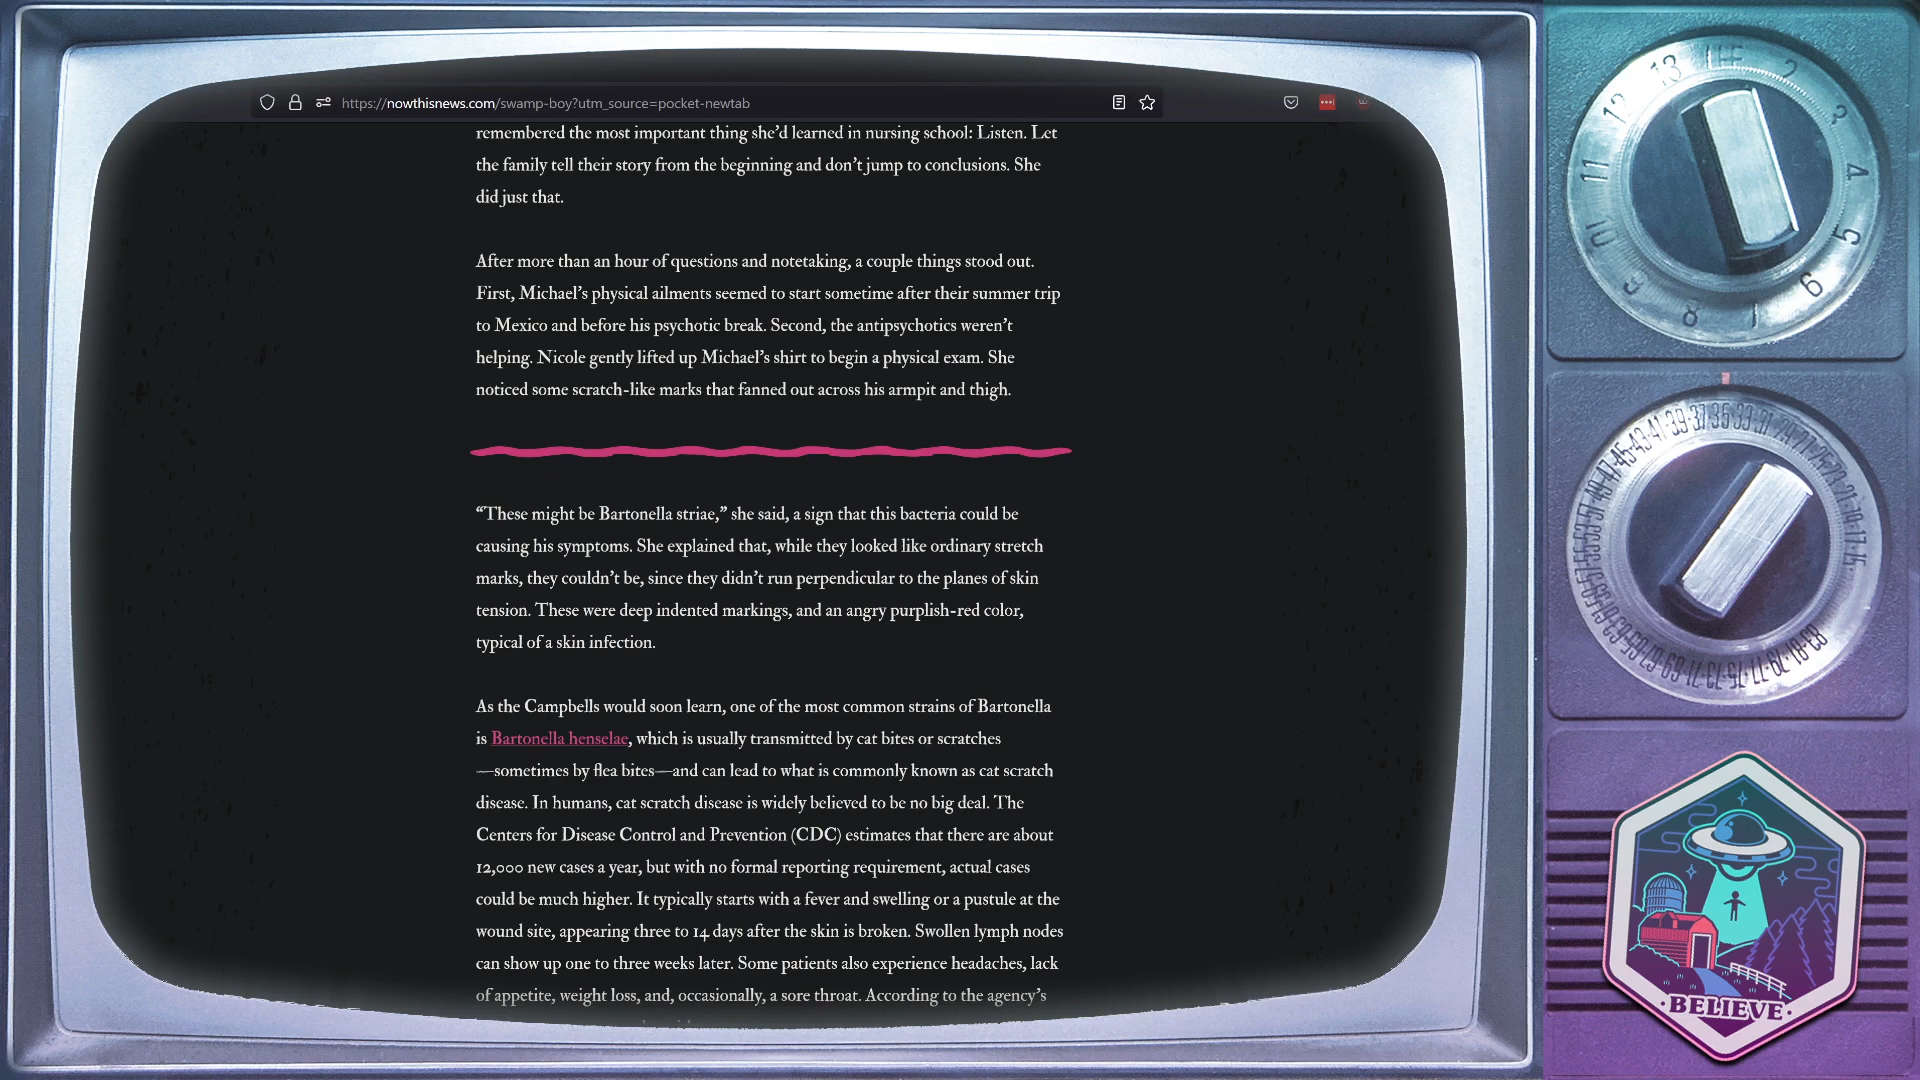 https://nowthisnews.com/swamp-boy?utm_source=pocket-newtab
remembered the most important thing she’d learned in nursing school: Listen. Let
the family tell their story from the beginning and don’t jump to conclusions. She
did just that.
After more than an hour of questions and notetaking, a couple things stood out.
First, Michael’s physical ailments seemed to start sometime after their summer trip
to Mexico and before his psychotic break. Second, the antipsychotics weren’t
helping. Nicole gently lifted up Michael’s shirt to begin a physical exam. She
noticed some scratch-like marks that fanned out across his armpit and thigh.
“These might be Bartonella striae,” she said, a sign that this bacteria could be
causing his symptoms. She explained that, while they looked like ordinary stretch
marks, they couldn’t be, since they didn’t run perpendicular to the planes of skin
tension. These were deep indented markings, and an angry purplish-red color,
typical of a skin infection.
As the Campbells would soon learn, one of the most common strains of Bartonella
is Bartonella henselae, which is usually transmitted by cat bites or scratches
—sometimes by flea bites—and can lead to what is commonly known as cat scratch
disease. In humans, cat scratch disease is widely believed to be no big deal. The
Centers for Disease Control and Prevention (CDC) estimates that there are about
12,000 new cases a year, but with no formal reporting requirement, actual cases
could be much higher. It typically starts with a fever and swelling or a pustule at the
wound site, appearing three to 14 days after the skin is broken. Swollen lymph nodes
can show up one to three weeks later. Some patients also experience headaches, lack
of appetite, weight loss, and, occasionally, a sore throat. According to the agency’s
13 UHF 2 3 4 5 6 7 8 9 10 11 12
·BELIEVE·